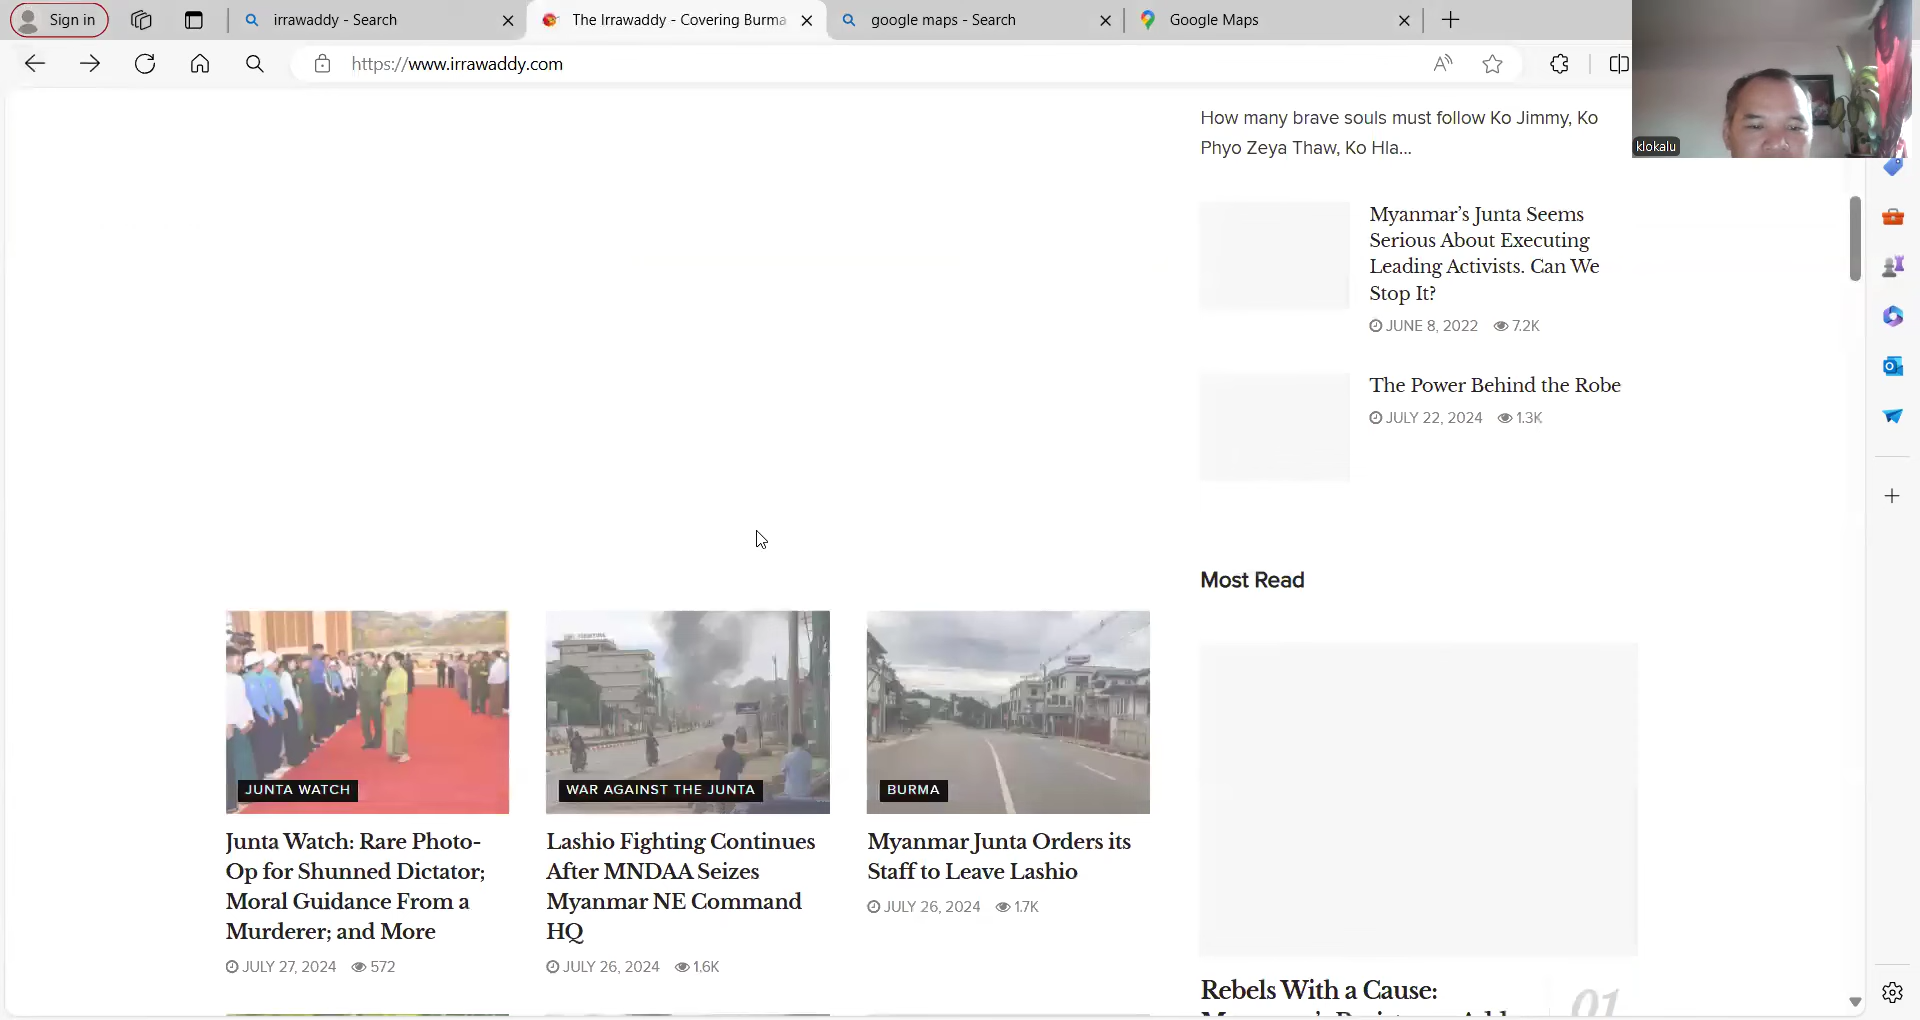 Sign in
irrawaddy - Search
The Irrawaddy - Covering Burma
google maps - Search
Google Maps
https://www.irrawaddy.com
klokalu
How many brave souls must follow Ko Jimmy, Ko
Phyo Zeya Thaw, Ko Hla...
Myanmar’s Junta Seems
Serious About Executing
Leading Activists. Can We
Stop It?
JUNE 8, 2022 7.2K
The Power Behind the Robe
JULY 22, 2024 1.3K
Most Read
JUNTA WATCH
Junta Watch: Rare Photo-
Op for Shunned Dictator;
Moral Guidance From a
Murderer; and More
JULY 27, 2024 572
WAR AGAINST THE JUNTA
Lashio Fighting Continues
After MNDAA Seizes
Myanmar NE Command
HQ
JULY 26, 2024 1.6K
BURMA
Myanmar Junta Orders its
Staff to Leave Lashio
JULY 26, 2024 1.7K
Rebels With a Cause:
01